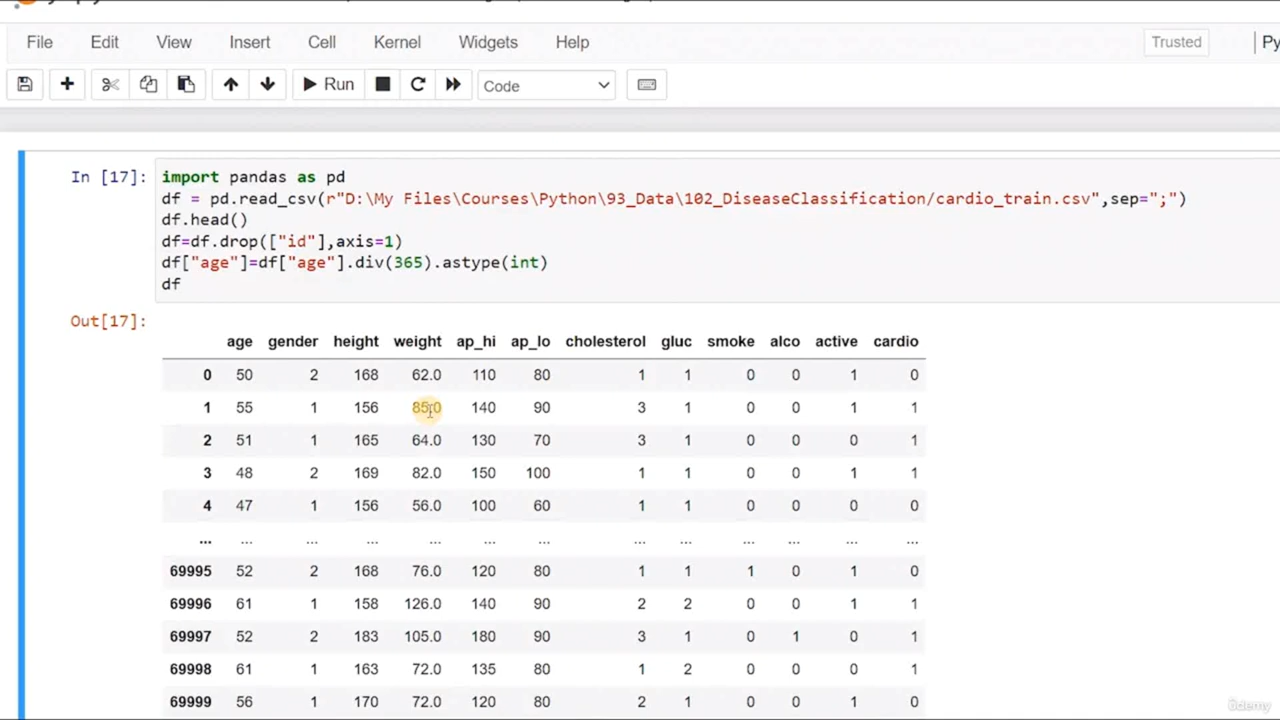 File Edit View Insert Cell Kernel Widgets Help Trusted Py
Run Code
In [17]: import pandas as pd
df = pd.read_csv(r"D:\My Files\Courses\Python\93_Data\102_DiseaseClassification/cardio_train.csv",sep=";")
df.head()
df=df.drop(["id"],axis=1)
df["age"]=df["age"].div(365).astype(int)
df
Out[17]:
age gender height weight ap_hi ap_lo cholesterol gluc smoke alco active cardio
0 50 2 168 62.0 110 80 1 1 0 0 1 0
1 55 1 156 85.0 140 90 3 1 0 0 1 1
2 51 1 165 64.0 130 70 3 1 0 0 0 1
3 48 2 169 82.0 150 100 1 1 0 0 1 1
4 47 1 156 56.0 100 60 1 1 0 0 0 0
... ... ... ... ... ... ... ... ... ... ... ... ...
69995 52 2 168 76.0 120 80 1 1 1 0 1 0
69996 61 1 158 126.0 140 90 2 2 0 0 1 1
69997 52 2 183 105.0 180 90 3 1 0 1 0 1
69998 61 1 163 72.0 135 80 1 2 0 0 0 1
69999 56 1 170 72.0 120 80 2 1 0 0 1 0
ûdemy